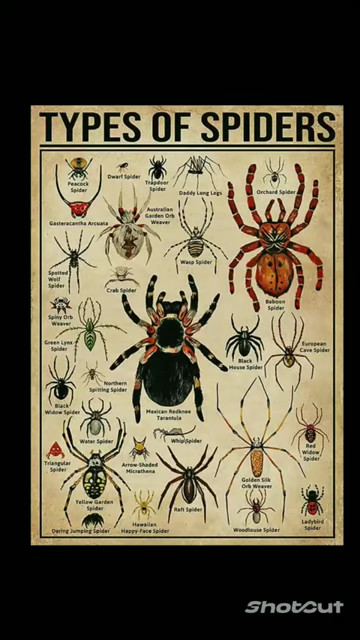 TYPES OF SPIDERS
Peacock
Spider
Dwarf Spider
Trapdoor
Spider
Daddy Long Legs
Orchard Spider
Gasteracantha Arcuata
Australian
Garden Orb
Weaver
Wasp Spider
Spotted
Wolf
Spider
Crab Spider
Baboon
Spider
Spiny Orb
Weaver
Green Lynx
Spider
Black
House Spider
European
Cave Spider
Northern
Spitting Spider
Black
Widow Spider
Mexican Redknee
Tarantula
Water Spider
Whip Spider
Red
Widow
Spider
Triangular
Spider
Arrow-Shaded
Micrathena
Golden Silk
Orb Weaver
Yellow Garden
Spider
Raft Spider
Daring Jumping Spider
Hawaiian
Happy-Face Spider
Woodlouse Spider
Ladybird
Spider
ShotCut